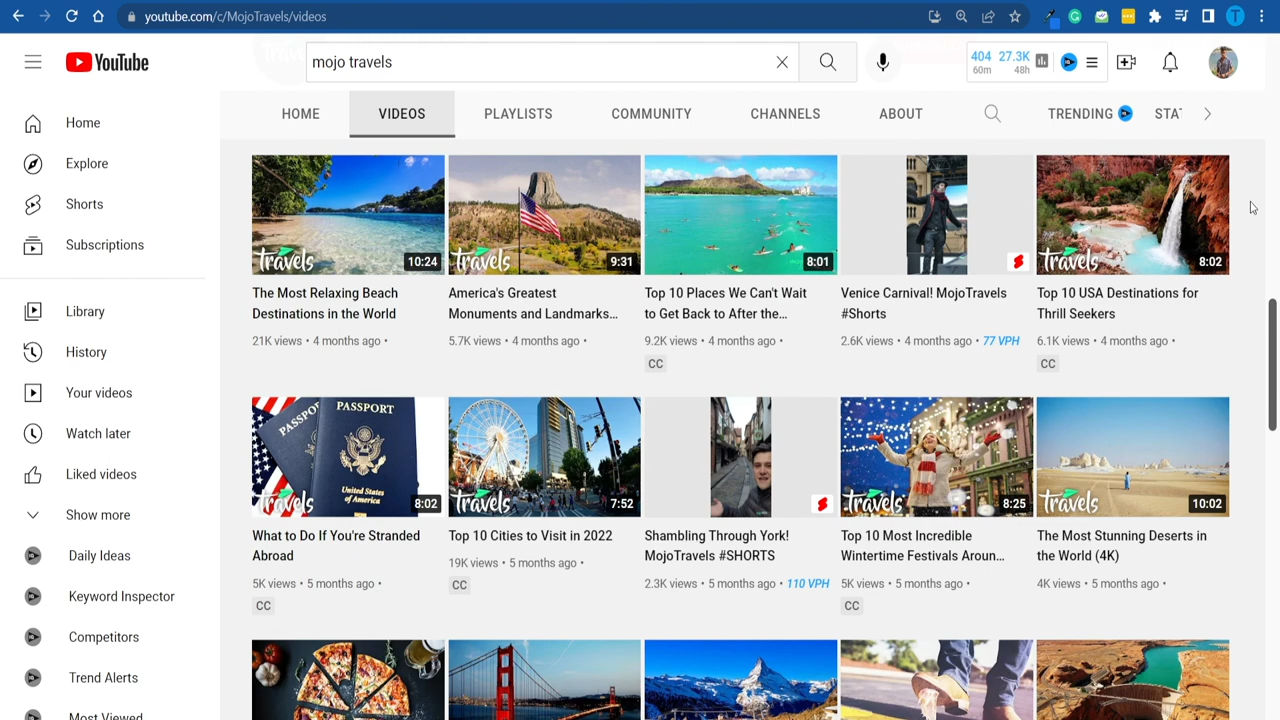 youtube.com/c/MojoTravels/videos
YouTube
mojo travels
404 27.3K
60m 48h
HOME VIDEOS PLAYLISTS COMMUNITY CHANNELS ABOUT TRENDING STAT
Home
Explore
Shorts
Subscriptions
Library
History
Your videos
Watch later
Liked videos
Show more
Daily Ideas
Keyword Inspector
Competitors
Trend Alerts
Most Viewed
travels 10:24
travels 9:31
8:01
travels 8:02
The Most Relaxing Beach
Destinations in the World
21K views • 4 months ago •
America's Greatest
Monuments and Landmarks...
5.7K views • 4 months ago •
Top 10 Places We Can't Wait
to Get Back to After the...
9.2K views • 4 months ago •
CC
Venice Carnival! MojoTravels
#Shorts
2.6K views • 4 months ago • 77 VPH
Top 10 USA Destinations for
Thrill Seekers
6.1K views • 4 months ago •
CC
PASSPORT
PASSPORT
United States
of America
travels 8:02
travels 7:52
travels 8:25
travels 10:02
What to Do If You're Stranded
Abroad
5K views • 5 months ago •
CC
Top 10 Cities to Visit in 2022
19K views • 5 months ago •
CC
Shambling Through York!
MojoTravels #SHORTS
2.3K views • 5 months ago • 110 VPH
Top 10 Most Incredible
Wintertime Festivals Aroun...
5K views • 5 months ago •
CC
The Most Stunning Deserts in
the World (4K)
4K views • 5 months ago •